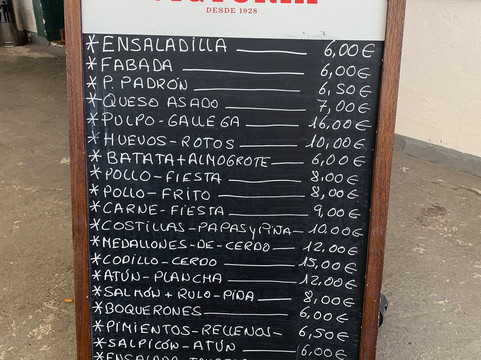 DESDE 1928
*ENSALADILLA 6,00€
*FABADA 6,00€
*P. PADRÓN 6,50€
*QUESO ASADO 7,00€
*PULPO-GALLEGA 16,00€
*HUEVOS-ROTOS 10,00€
*BATATA+ALMOGROTE 6,00€
*POLLO-FIESTA 8,00€
*POLLO-FRITO 8,00€
*CARNE-FIESTA 9,00€
*COSTILLAS-PAPAS y PIÑA 10,00€
*MEDALLONES-DE-CERDO 12,00€
*CODILLO-CERDO 15,00€
*ATÚN-PLANCHA 12,00€
*SALMÓN+RULO-PIÑA 8,00€
*BOQUERONES 6,00€
*PIMIENTOS-RELLENOS- 6,50€
*SALPICÓN-ATÚN 6,00€
*ENSALADA